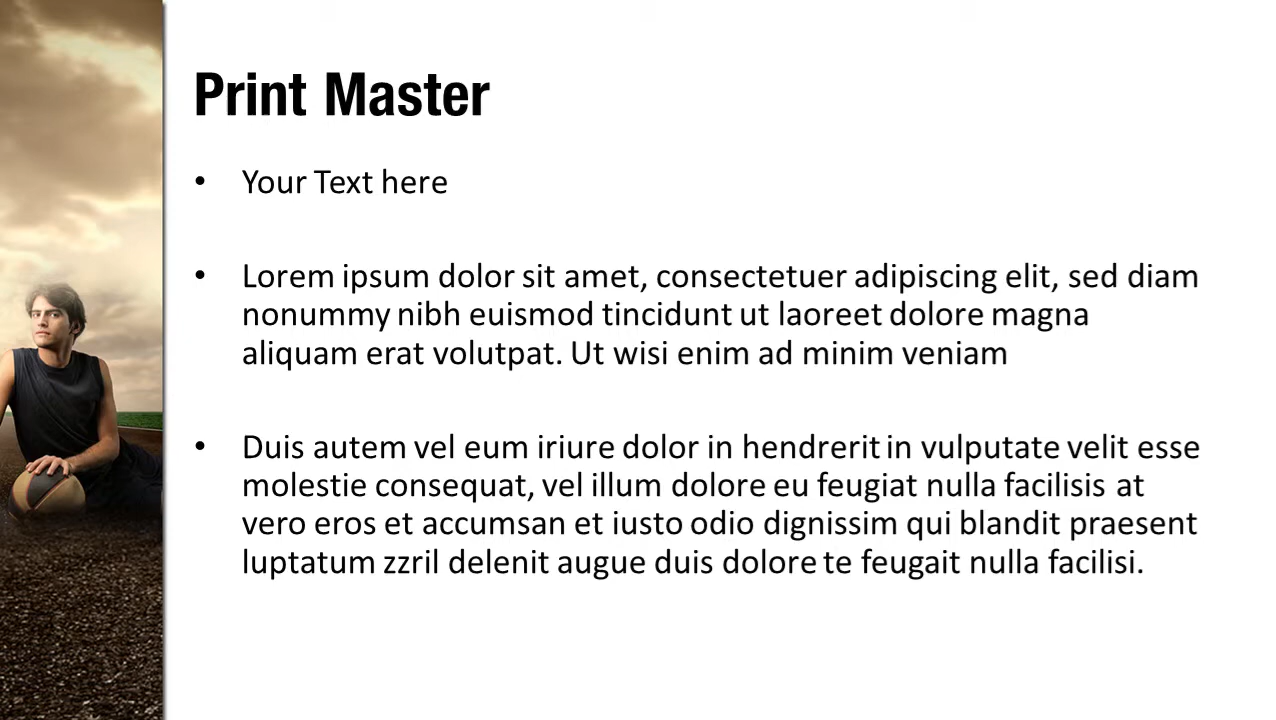 Print Master
• Your Text here
• Lorem ipsum dolor sit amet, consectetuer adipiscing elit, sed diam
nonummy nibh euismod tincidunt ut laoreet dolore magna
aliquam erat volutpat. Ut wisi enim ad minim veniam
• Duis autem vel eum iriure dolor in hendrerit in vulputate velit esse
molestie consequat, vel illum dolore eu feugiat nulla facilisis at
vero eros et accumsan et iusto odio dignissim qui blandit praesent
luptatum zzril delenit augue duis dolore te feugait nulla facilisi.